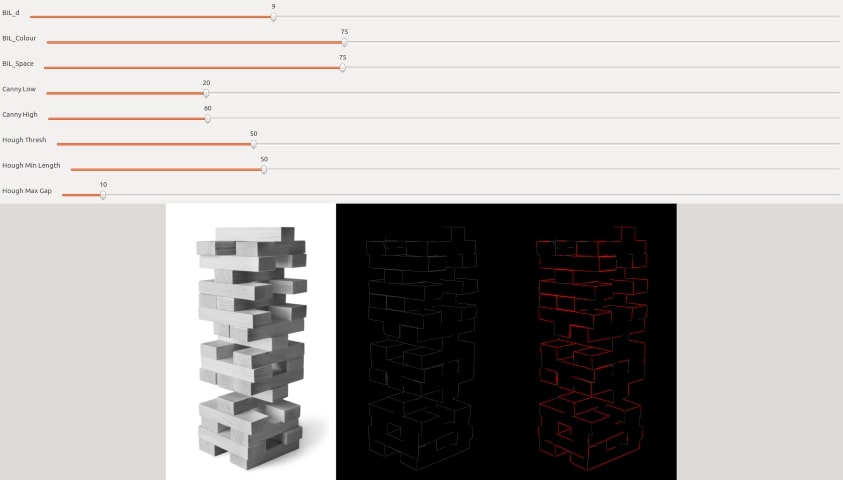 BIL_d 9
BIL_Colour 75
BIL_Space 75
Canny Low 20
Canny High 60
Hough Thresh 50
Hough Min Length 50
Hough Max Gap 10